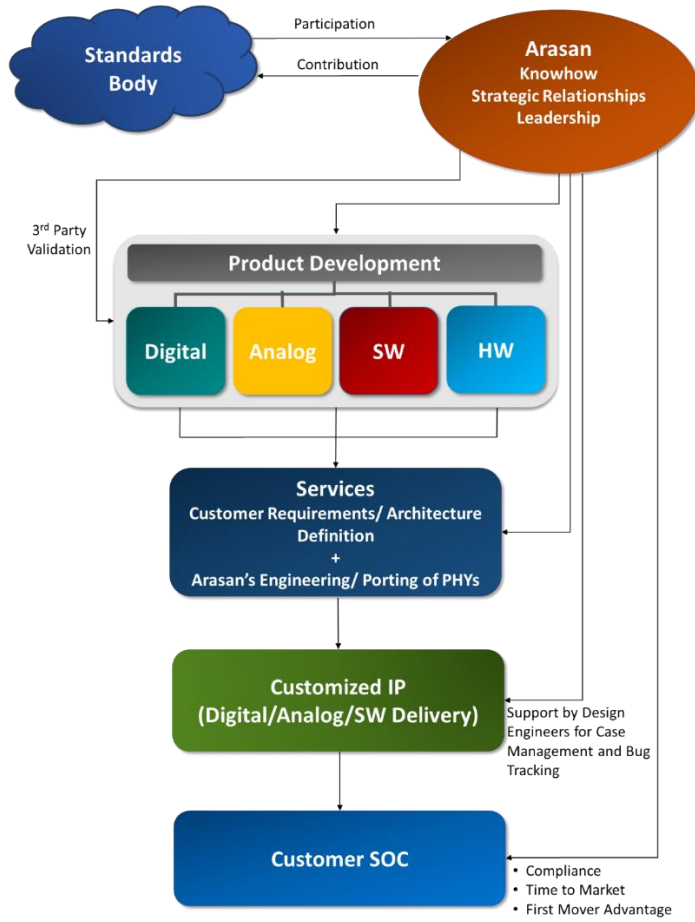 Participation
Standards
Body
Contribution
Arasan
Knowhow
Strategic Relationships
Leadership
3rd Party
Validation
Product Development
Digital
Analog
SW
HW
Services
Customer Requirements/ Architecture
Definition
+
Arasan's Engineering/ Porting of PHYs
Customized IP
(Digital/Analog/SW Delivery)
Support by Design
Engineers for Case
Management and Bug
Tracking
Customer SOC
• Compliance
• Time to Market
• First Mover Advantage